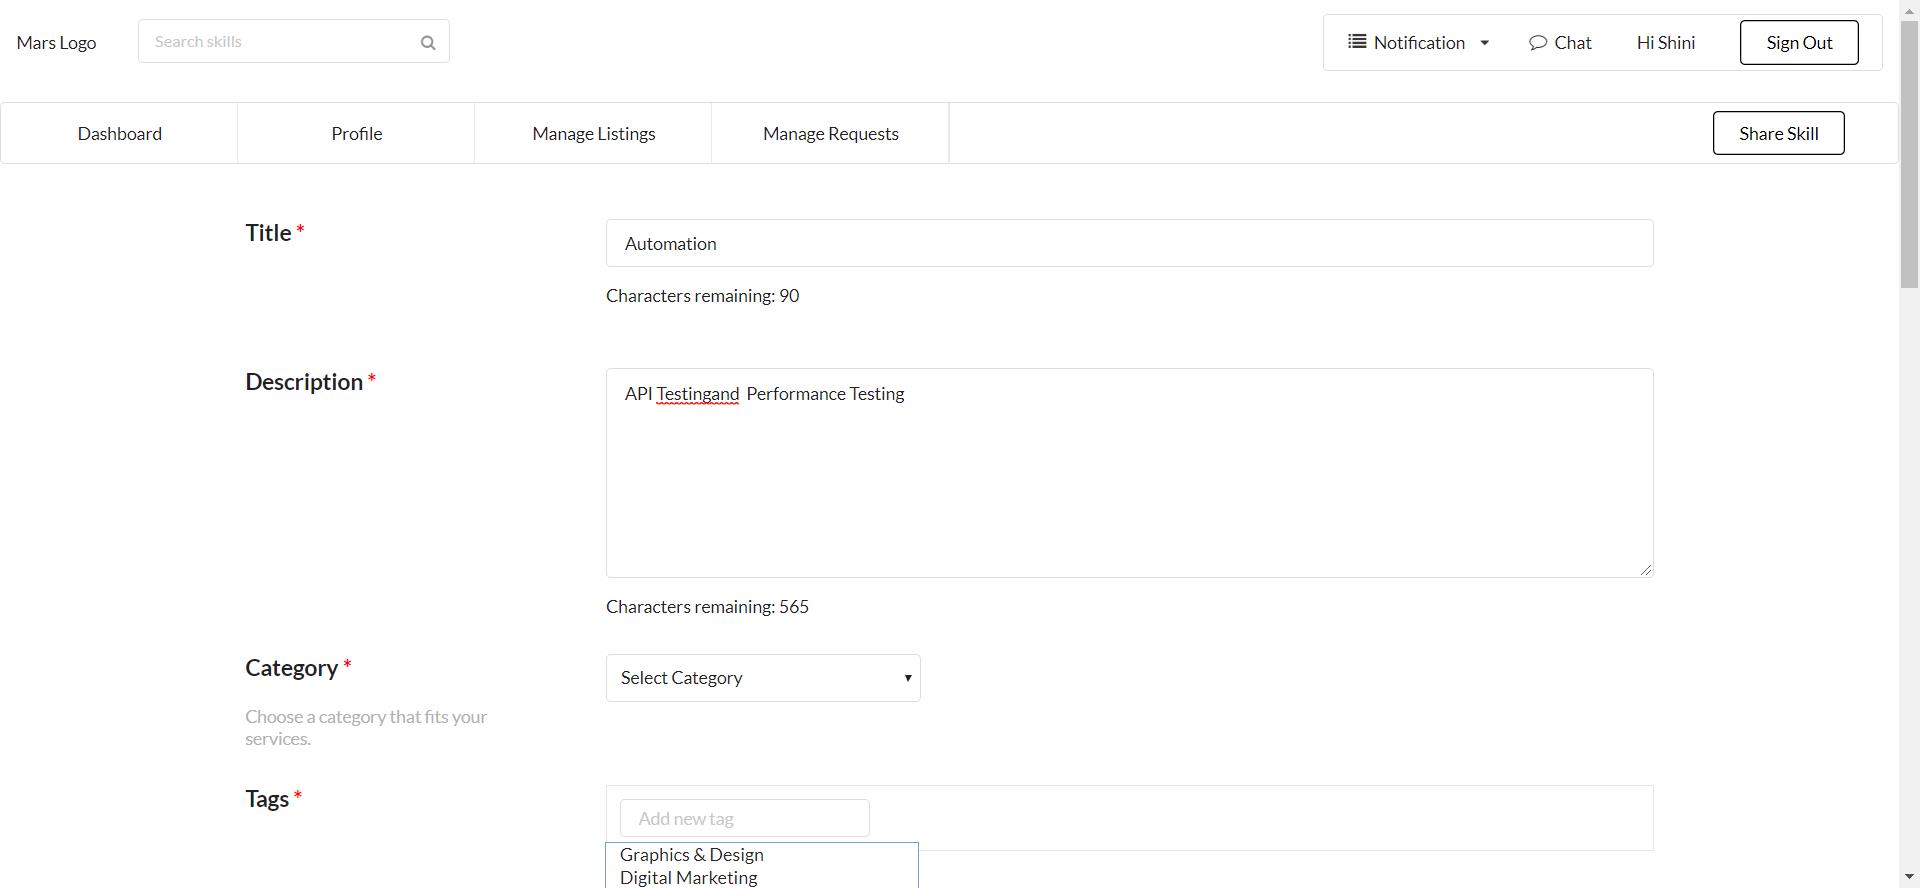 Mars Logo
Search skills
Notification
Chat
Hi Shini
Sign Out
Dashboard
Profile
Manage Listings
Manage Requests
Share Skill
Title *
Automation
Characters remaining: 90
Description *
API Testingand  Performance Testing
Characters remaining: 565
Category *
Select Category
Choose a category that fits your
services.
Tags *
Add new tag
Graphics & Design
Digital Marketing